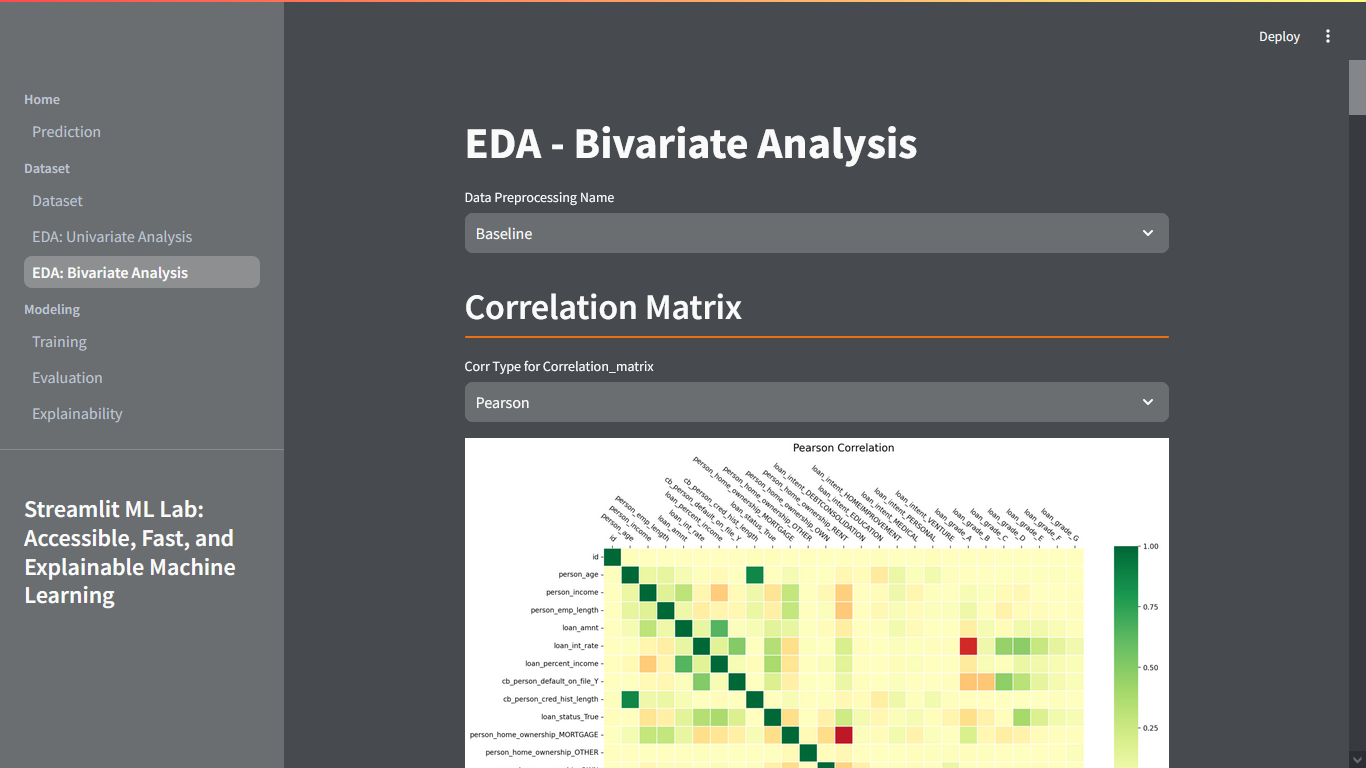 Deploy
Home
Prediction
Dataset
Dataset
EDA: Univariate Analysis
EDA: Bivariate Analysis
Modeling
Training
Evaluation
Explainability
Streamlit ML Lab:
Accessible, Fast, and
Explainable Machine
Learning
EDA - Bivariate Analysis
Data Preprocessing Name
Baseline
Correlation Matrix
Corr Type for Correlation_matrix
Pearson
Pearson Correlation
id
person_age
person_income
person_emp_length
loan_amnt
loan_int_rate
loan_percent_income
cb_person_default_on_file_Y
cb_person_cred_hist_length
loan_status_True
person_home_ownership_MORTGAGE
person_home_ownership_OTHER
person_home_ownership_OWN
person_home_ownership_RENT
loan_intent_DEBTCONSOLIDATION
loan_intent_EDUCATION
loan_intent_HOMEIMPROVEMENT
loan_intent_MEDICAL
loan_intent_PERSONAL
loan_intent_VENTURE
loan_grade_A
loan_grade_B
loan_grade_C
loan_grade_D
loan_grade_E
loan_grade_F
loan_grade_G
id
person_age
person_income
person_emp_length
loan_amnt
loan_int_rate
loan_percent_income
cb_person_default_on_file_Y
cb_person_cred_hist_length
loan_status_True
person_home_ownership_MORTGAGE
person_home_ownership_OTHER
1.00
0.75
0.50
0.25